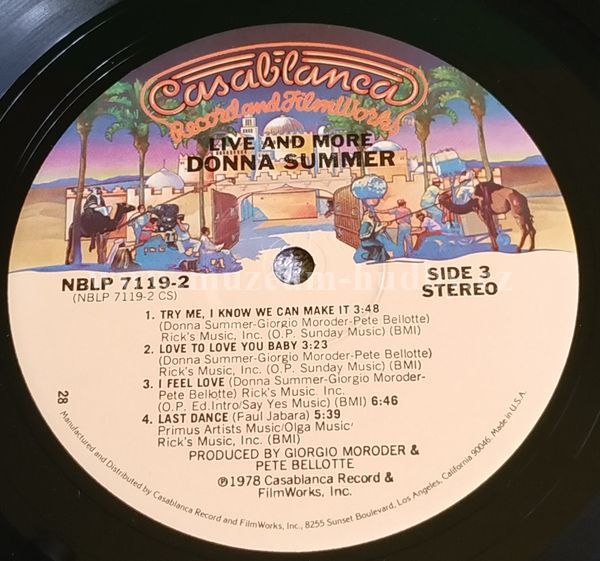 Casablanca
Record and FilmWorks
LIVE AND MORE
DONNA SUMMER
NBLP 7119-2
(NBLP 7119-2 CS)
SIDE 3
STEREO
1. TRY ME, I KNOW WE CAN MAKE IT 3:48
(Donna Summer-Giorgio Moroder-Pete Bellotte)
Rick's Music, Inc. (O.P. Sunday Music) (BMI)
2. LOVE TO LOVE YOU BABY 3:23
(Donna Summer-Giorgio Moroder-Pete Bellotte)
Rick's Music, Inc. (O.P. Sunday Music) (BMI)
3. I FEEL LOVE (Donna Summer-Giorgio Moroder-
Pete Bellotte) Rick's Music. Inc.
(O.P. Ed.Intro/Say Yes Music) (BMI) 6:46
4. LAST DANCE (Faul Jabara) 5:39
Primus Artists Music/Olga Music/
Rick's Music, Inc. (BMI)
PRODUCED BY GIORGIO MORODER &
PETE BELLOTTE
℗1978 Casablanca Record &
FilmWorks, Inc.
28
Manufactured and Distributed by Casablanca Record and FilmWorks, Inc., 8255 Sunset Boulevard, Los Angeles, California 90046. Made in U.S.A.